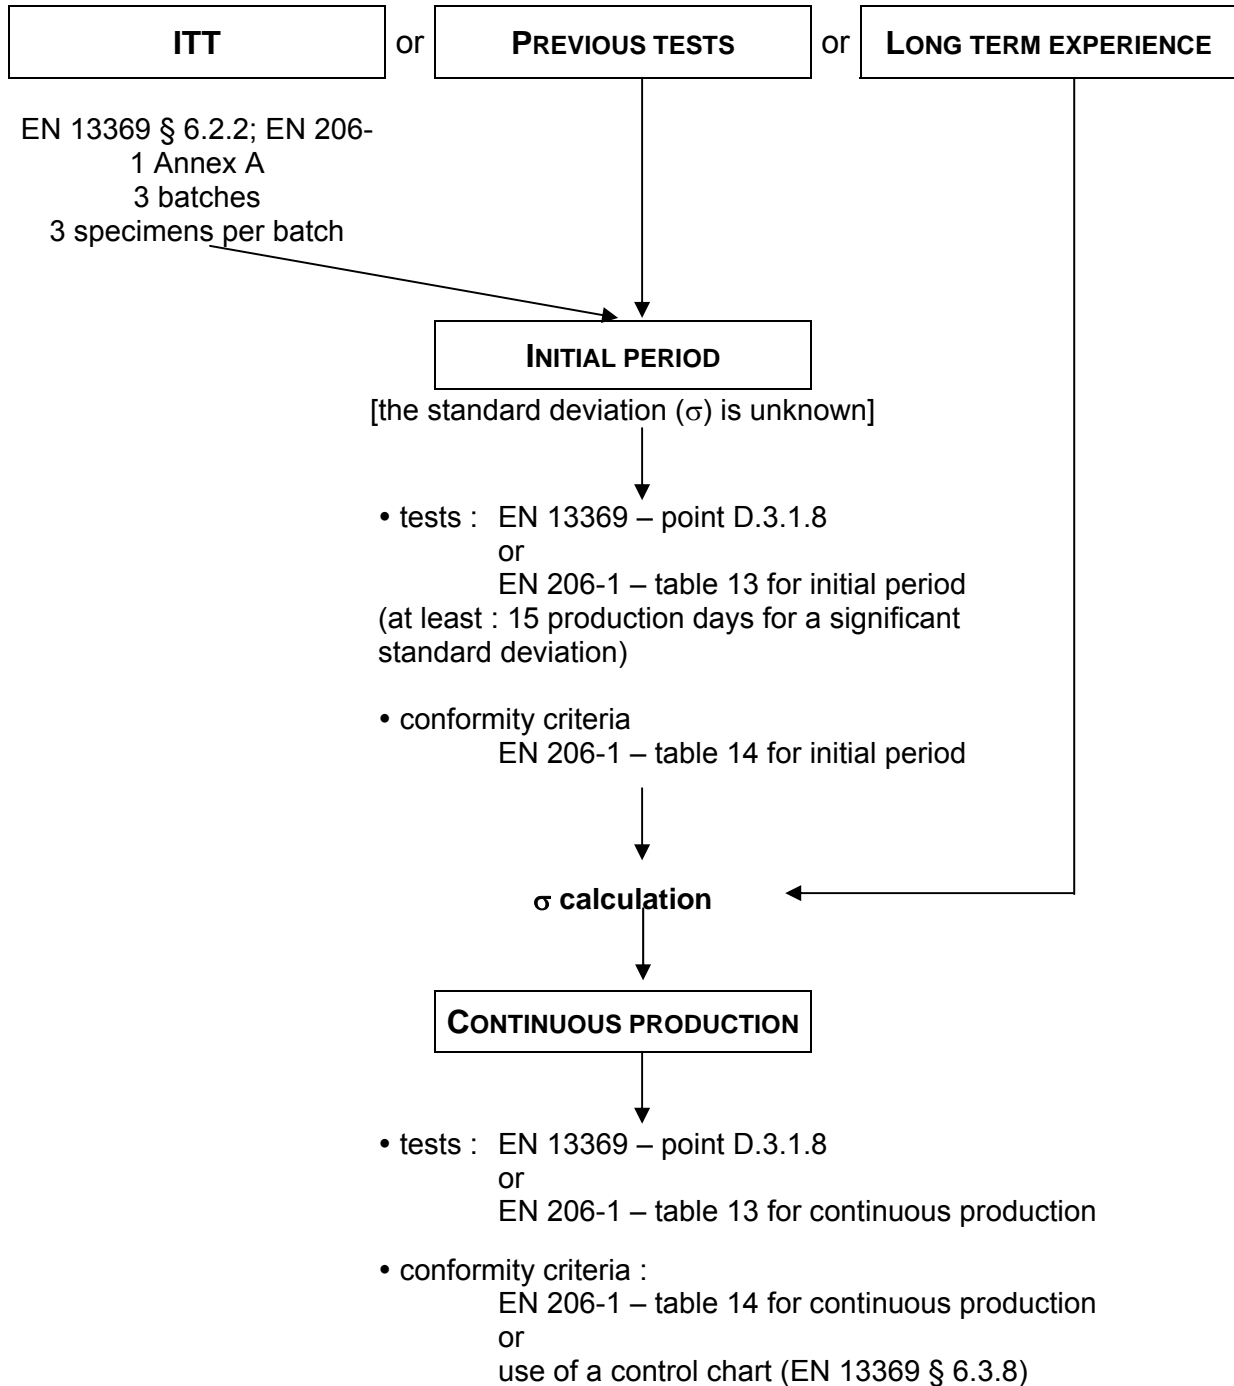 ITT or PREVIOUS TESTS or LONG TERM EXPERIENCE
EN 13369 § 6.2.2; EN 206-
1 Annex A
3 batches
3 specimens per batch
INITIAL PERIOD
[the standard deviation (σ) is unknown]
• tests : EN 13369 – point D.3.1.8
or
EN 206-1 – table 13 for initial period
(at least : 15 production days for a significant
standard deviation)
• conformity criteria
EN 206-1 – table 14 for initial period
σ calculation
CONTINUOUS PRODUCTION
• tests : EN 13369 – point D.3.1.8
or
EN 206-1 – table 13 for continuous production
• conformity criteria :
EN 206-1 – table 14 for continuous production
or
use of a control chart (EN 13369 § 6.3.8)